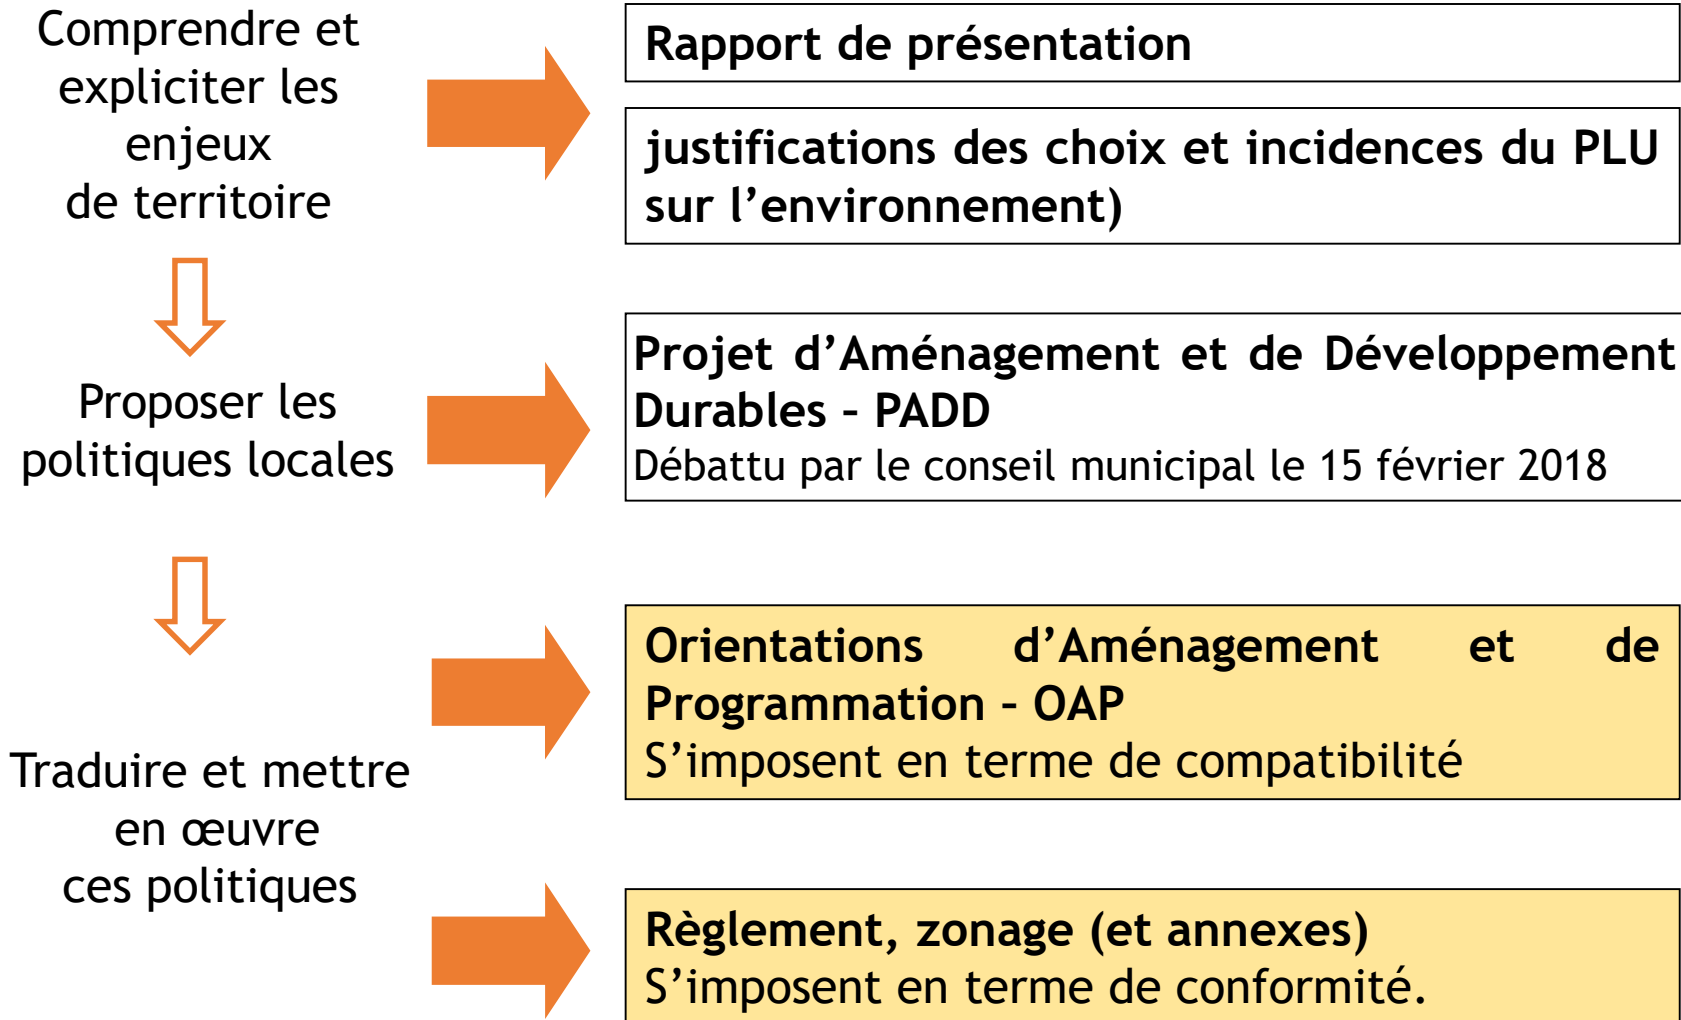 Comprendre et
expliciter les
enjeux
de territoire
Rapport de présentation
justifications des choix et incidences du PLU
sur l’environnement)
Proposer les
politiques locales
Projet d’Aménagement et de Développement
Durables – PADD
Débattu par le conseil municipal le 15 février 2018
Traduire et mettre
en œuvre
ces politiques
Orientations d’Aménagement et de
Programmation – OAP
S’imposent en terme de compatibilité
Règlement, zonage (et annexes)
S’imposent en terme de conformité.